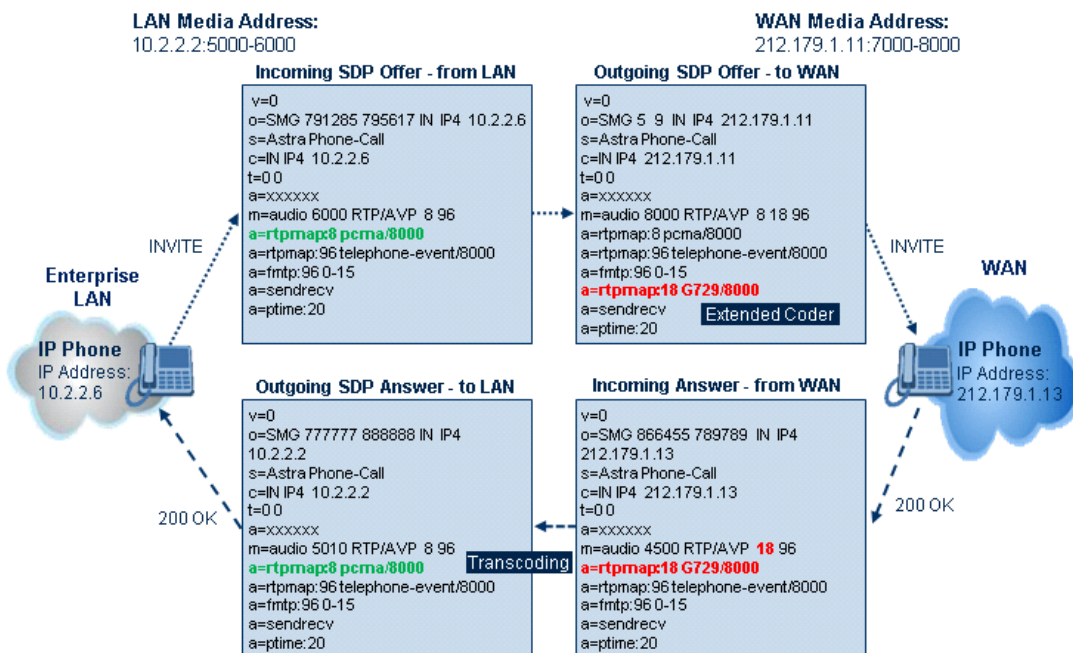 LAN Media Address:
10.2.2.2:5000-6000
WAN Media Address:
212.179.1.11:7000-8000
Incoming SDP Offer - from LAN
v=0
o=SMG 791285 795617 IN IP4 10.2.2.6
s=Astra Phone-Call
c=IN IP4 10.2.2.6
t=0 0
a=xxxxxx
m=audio 6000 RTP/AVP 8 96
a=rtpmap:8 pcma/8000
a=rtpmap:96 telephone-event/8000
a=fmtp:96 0-15
a=sendrecv
a=ptime:20
Outgoing SDP Offer - to WAN
v=0
o=SMG 5 9 IN IP4 212.179.1.11
s=Astra Phone-Call
c=IN IP4 212.179.1.11
t=0 0
a=xxxxxx
m=audio 8000 RTP/AVP 8 18 96
a=rtpmap:8 pcma/8000
a=rtpmap:96 telephone-event/8000
a=fmtp:96 0-15
a=rtpmap:18 G729/8000
a=sendrecv
a=ptime:20
Extended Coder
INVITE
INVITE
Enterprise
LAN
IP Phone
IP Address:
10.2.2.6
WAN
IP Phone
IP Address:
212.179.1.13
Outgoing SDP Answer - to LAN
v=0
o=SMG 777777 888888 IN IP4
10.2.2.2
s=Astra Phone-Call
c=IN IP4 10.2.2.2
t=0 0
a=xxxxxx
m=audio 5010 RTP/AVP 8 96
a=rtpmap:8 pcma/8000
a=rtpmap:96 telephone-event/8000
a=fmtp:96 0-15
a=sendrecv
a=ptime:20
Transcoding
Incoming Answer - from WAN
v=0
o=SMG 866455 789789 IN IP4
212.179.1.13
s=Astra Phone-Call
c=IN IP4 212.179.1.13
t=0 0
a=xxxxxx
m=audio 4500 RTP/AVP 18 96
a=rtpmap:18 G729/8000
a=rtpmap:96 telephone-event/8000
a=fmtp:96 0-15
a=sendrecv
a=ptime:20
200 OK
200 OK